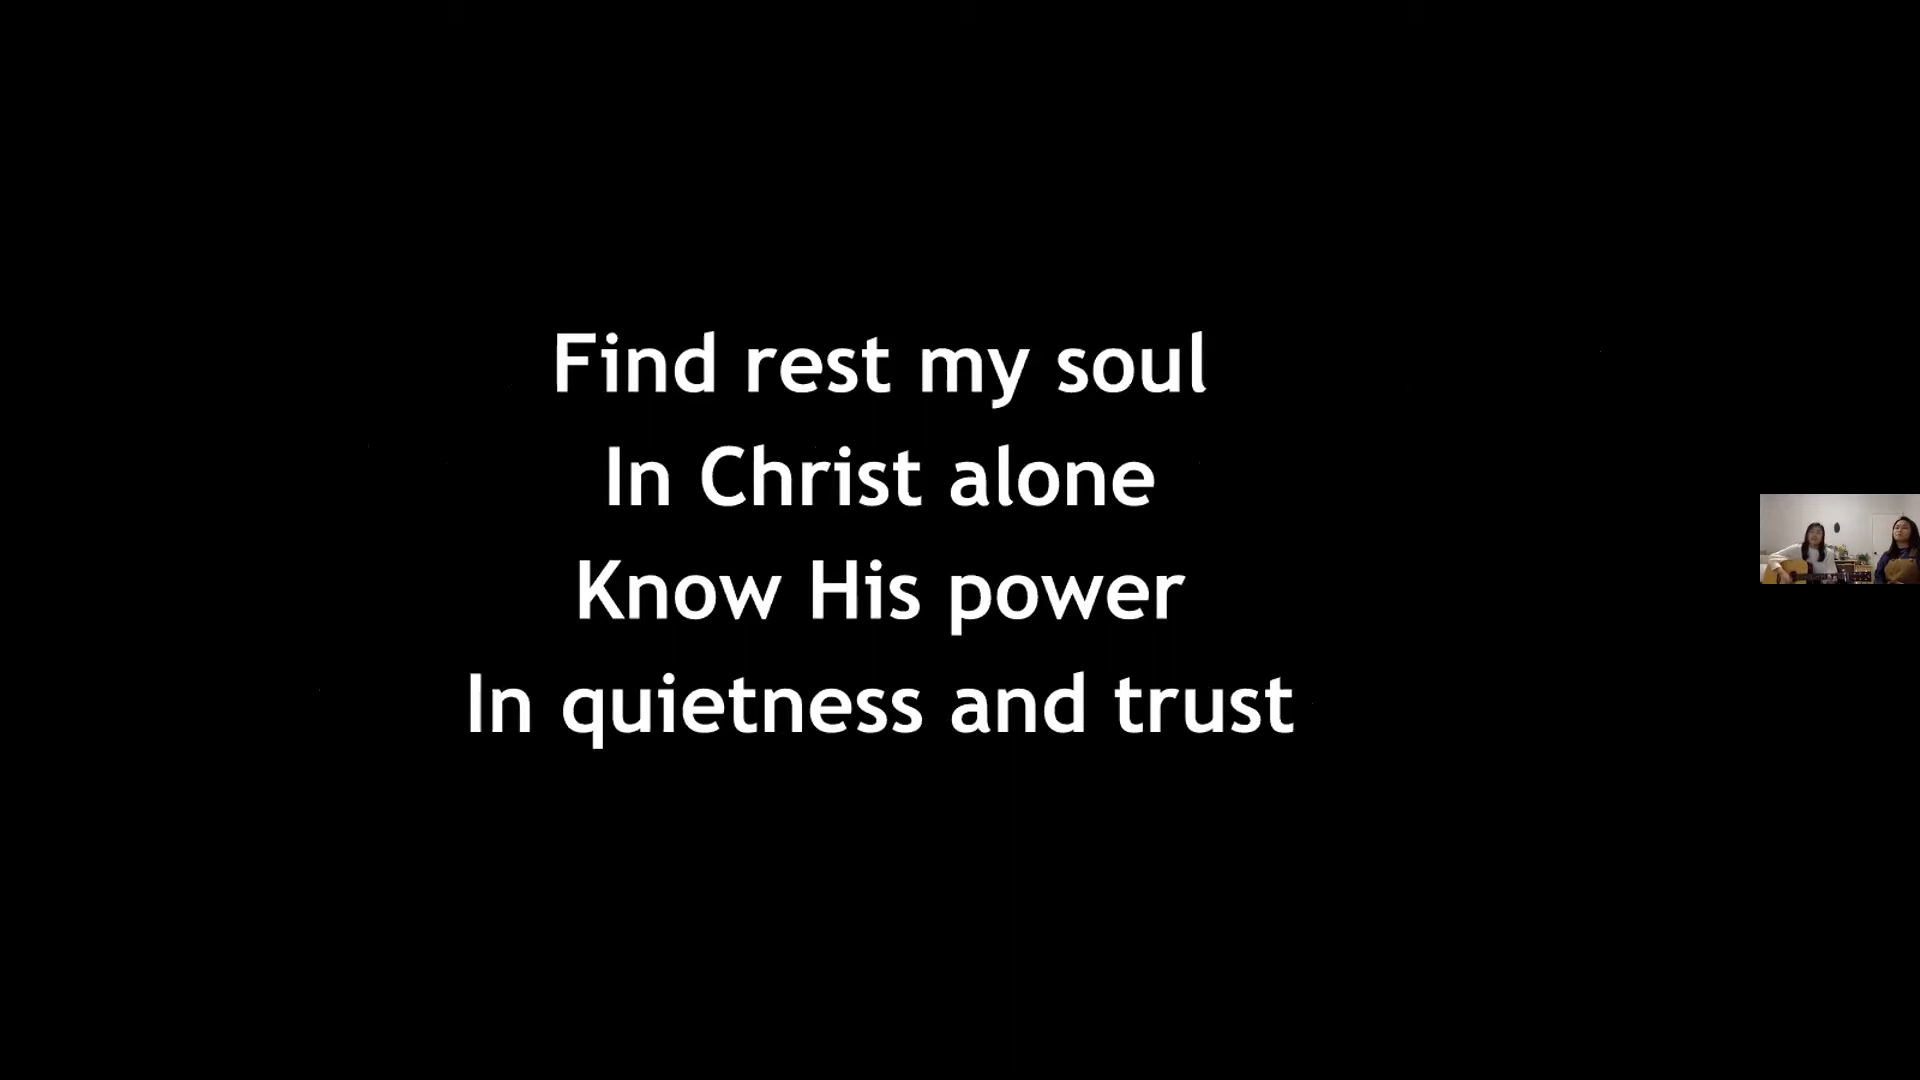 Find rest my soul
In Christ alone
Know His power
In quietness and trust